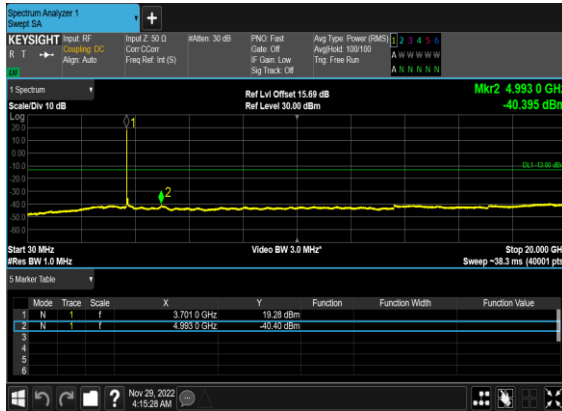 Spectrum Analyzer 1
Swept SA
+
KEYSIGHT Input: RF Input Z: 50 Ω #Atten: 30 dB PNO: Fast Avg Type: Power (RMS) 1 2 3 4 5 6
R T Coupling: DC Corr CCorr Gate: Off Avg|Hold: 100/100 A W W W W W
Align: Auto Freq Ref: Int (S) IF Gain: Low Trig: Free Run
LXI Sig Track: Off A N N N N N
1 Spectrum Ref Lvl Offset 15.69 dB Mkr2 4.993 0 GHz
Scale/Div 10 dB Ref Level 30.00 dBm -40.395 dBm
Log
1
20.0
10.0
0.00
-10.0
DL1 -13.00 dBm
-20.0
-30.0
2
-40.0
-50.0
-60.0
Start 30 MHz Video BW 3.0 MHz* Stop 20.000 GH
#Res BW 1.0 MHz Sweep ~38.3 ms (40001 pts
5 Marker Table
Mode Trace Scale X Y Function Function Width Function Value
1 N 1 f 3.701 0 GHz 19.28 dBm
2 N 1 f 4.993 0 GHz -40.40 dBm
3
4
5
6
? Nov 29, 2022
4:15:28 AM